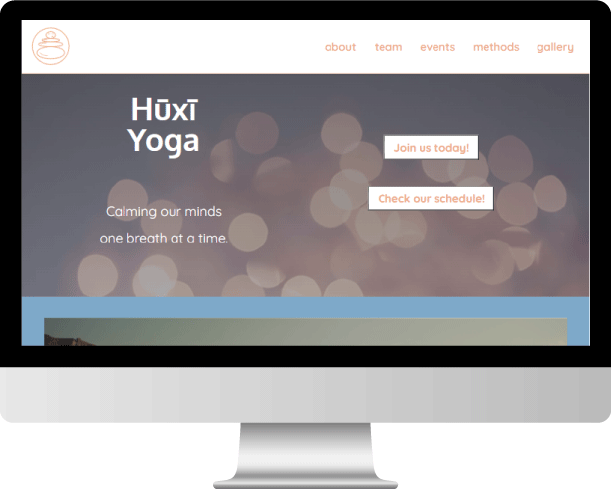 about team events methods gallery
Hūxī
Yoga
Join us today!
Check our schedule!
Calming our minds
one breath at a time.